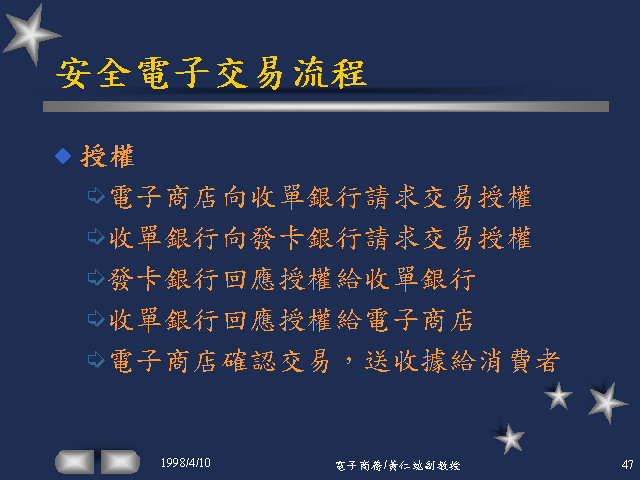 安全電子交易流程
授權
電子商店向收單銀行請求交易授權
收單銀行向發卡銀行請求交易授權
發卡銀行回應授權給收單銀行
收單銀行回應授權給電子商店
電子商店確認交易，送收據給消費者
1998/4/10
電子商務/黃仁 副教授
47